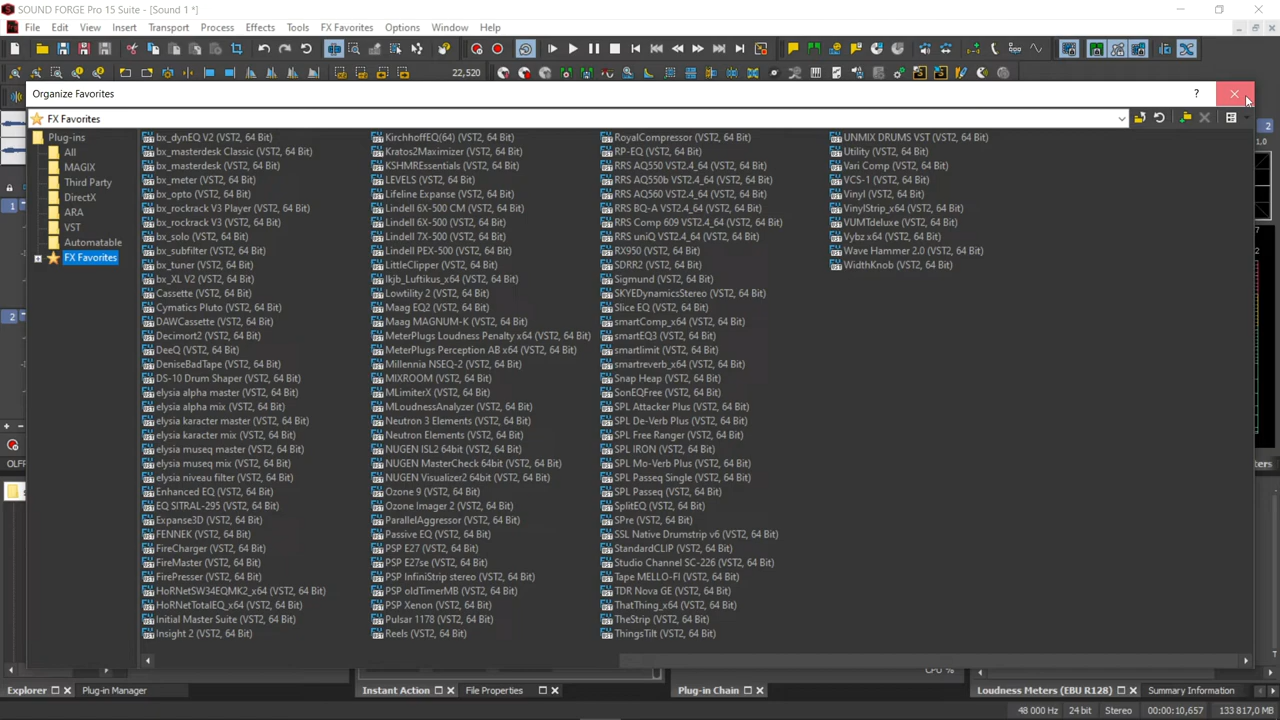 SOUND FORGE Pro 15 Suite - [Sound 1 *]
File Edit View Insert Transport Process Effects Tools FX Favorites Options Window Help
22,520
Organize Favorites
FX Favorites
Plug-ins
All
MAGIX
Third Party
DirectX
ARA
VST
Automatable
FX Favorites
bx_dynEQ V2 (VST2, 64 Bit)
bx_masterdesk Classic (VST2, 64 Bit)
bx_masterdesk (VST2, 64 Bit)
bx_meter (VST2, 64 Bit)
bx_opto (VST2, 64 Bit)
bx_rockrack V3 Player (VST2, 64 Bit)
bx_rockrack V3 (VST2, 64 Bit)
bx_solo (VST2, 64 Bit)
bx_subfilter (VST2, 64 Bit)
bx_tuner (VST2, 64 Bit)
bx_XL V2 (VST2, 64 Bit)
Cassette (VST2, 64 Bit)
Cymatics Pluto (VST2, 64 Bit)
DAWCassette (VST2, 64 Bit)
Decimort2 (VST2, 64 Bit)
DeeQ (VST2, 64 Bit)
DeniseBadTape (VST2, 64 Bit)
DS-10 Drum Shaper (VST2, 64 Bit)
elysia alpha master (VST2, 64 Bit)
elysia alpha mix (VST2, 64 Bit)
elysia karacter master (VST2, 64 Bit)
elysia karacter mix (VST2, 64 Bit)
elysia museq master (VST2, 64 Bit)
elysia museq mix (VST2, 64 Bit)
elysia niveau filter (VST2, 64 Bit)
Enhanced EQ (VST2, 64 Bit)
EQ SITRAL-295 (VST2, 64 Bit)
Expanse3D (VST2, 64 Bit)
FENNEK (VST2, 64 Bit)
FireCharger (VST2, 64 Bit)
FireMaster (VST2, 64 Bit)
FirePresser (VST2, 64 Bit)
HoRNetSW34EQMK2_x64 (VST2, 64 Bit)
HoRNetTotalEQ_x64 (VST2, 64 Bit)
Initial Master Suite (VST2, 64 Bit)
Insight 2 (VST2, 64 Bit)
KirchhoffEQ(64) (VST2, 64 Bit)
Kratos2Maximizer (VST2, 64 Bit)
KSHMREssentials (VST2, 64 Bit)
LEVELS (VST2, 64 Bit)
Lifeline Expanse (VST2, 64 Bit)
Lindell 6X-500 CM (VST2, 64 Bit)
Lindell 6X-500 (VST2, 64 Bit)
Lindell 7X-500 (VST2, 64 Bit)
Lindell PEX-500 (VST2, 64 Bit)
LittleClipper (VST2, 64 Bit)
lkjb_Luftikus_x64 (VST2, 64 Bit)
Lowtility 2 (VST2, 64 Bit)
Maag EQ2 (VST2, 64 Bit)
Maag MAGNUM-K (VST2, 64 Bit)
MeterPlugs Loudness Penalty x64 (VST2, 64 Bit)
MeterPlugs Perception AB x64 (VST2, 64 Bit)
Millennia NSEQ-2 (VST2, 64 Bit)
MIXROOM (VST2, 64 Bit)
MLimiterX (VST2, 64 Bit)
MLoudnessAnalyzer (VST2, 64 Bit)
Neutron 3 Elements (VST2, 64 Bit)
Neutron Elements (VST2, 64 Bit)
NUGEN ISL2 64bit (VST2, 64 Bit)
NUGEN MasterCheck 64bit (VST2, 64 Bit)
NUGEN Visualizer2 64bit (VST2, 64 Bit)
Ozone 9 (VST2, 64 Bit)
Ozone Imager 2 (VST2, 64 Bit)
ParallelAggressor (VST2, 64 Bit)
Passive EQ (VST2, 64 Bit)
PSP E27 (VST2, 64 Bit)
PSP E27se (VST2, 64 Bit)
PSP InfiniStrip stereo (VST2, 64 Bit)
PSP oldTimerMB (VST2, 64 Bit)
PSP Xenon (VST2, 64 Bit)
Pulsar 1178 (VST2, 64 Bit)
Reels (VST2, 64 Bit)
RoyalCompressor (VST2, 64 Bit)
RP-EQ (VST2, 64 Bit)
RRS AQ550 VST2.4_64 (VST2, 64 Bit)
RRS AQ550b VST2.4_64 (VST2, 64 Bit)
RRS AQ560 VST2.4_64 (VST2, 64 Bit)
RRS BQ-A VST2.4_64 (VST2, 64 Bit)
RRS Comp 609 VST2.4_64 (VST2, 64 Bit)
RRS uniQ VST2.4_64 (VST2, 64 Bit)
RX950 (VST2, 64 Bit)
SDRR2 (VST2, 64 Bit)
Sigmund (VST2, 64 Bit)
SKYEDynamicsStereo (VST2, 64 Bit)
Slice EQ (VST2, 64 Bit)
smartComp_x64 (VST2, 64 Bit)
smartEQ3 (VST2, 64 Bit)
smartlimit (VST2, 64 Bit)
smartreverb_x64 (VST2, 64 Bit)
Snap Heap (VST2, 64 Bit)
SonEQFree (VST2, 64 Bit)
SPL Attacker Plus (VST2, 64 Bit)
SPL De-Verb Plus (VST2, 64 Bit)
SPL Free Ranger (VST2, 64 Bit)
SPL IRON (VST2, 64 Bit)
SPL Mo-Verb Plus (VST2, 64 Bit)
SPL Passeq Single (VST2, 64 Bit)
SPL Passeq (VST2, 64 Bit)
SplitEQ (VST2, 64 Bit)
SPre (VST2, 64 Bit)
SSL Native Drumstrip v6 (VST2, 64 Bit)
StandardCLIP (VST2, 64 Bit)
Studio Channel SC-226 (VST2, 64 Bit)
Tape MELLO-FI (VST2, 64 Bit)
TDR Nova GE (VST2, 64 Bit)
ThatThing_x64 (VST2, 64 Bit)
TheStrip (VST2, 64 Bit)
ThingsTilt (VST2, 64 Bit)
UNMIX DRUMS VST (VST2, 64 Bit)
Utility (VST2, 64 Bit)
Vari Comp (VST2, 64 Bit)
VCS-1 (VST2, 64 Bit)
Vinyl (VST2, 64 Bit)
VinylStrip_x64 (VST2, 64 Bit)
VUMTdeluxe (VST2, 64 Bit)
Vybz x64 (VST2, 64 Bit)
Wave Hammer 2.0 (VST2, 64 Bit)
WidthKnob (VST2, 64 Bit)
1
2
2
1,0
7
OLFF
CPU %
Explorer Plug-in Manager Instant Action File Properties Plug-in Chain Loudness Meters (EBU R128) Summary Information
48 000 Hz 24 bit Stereo 00:00:10,657 133 817,0 MB